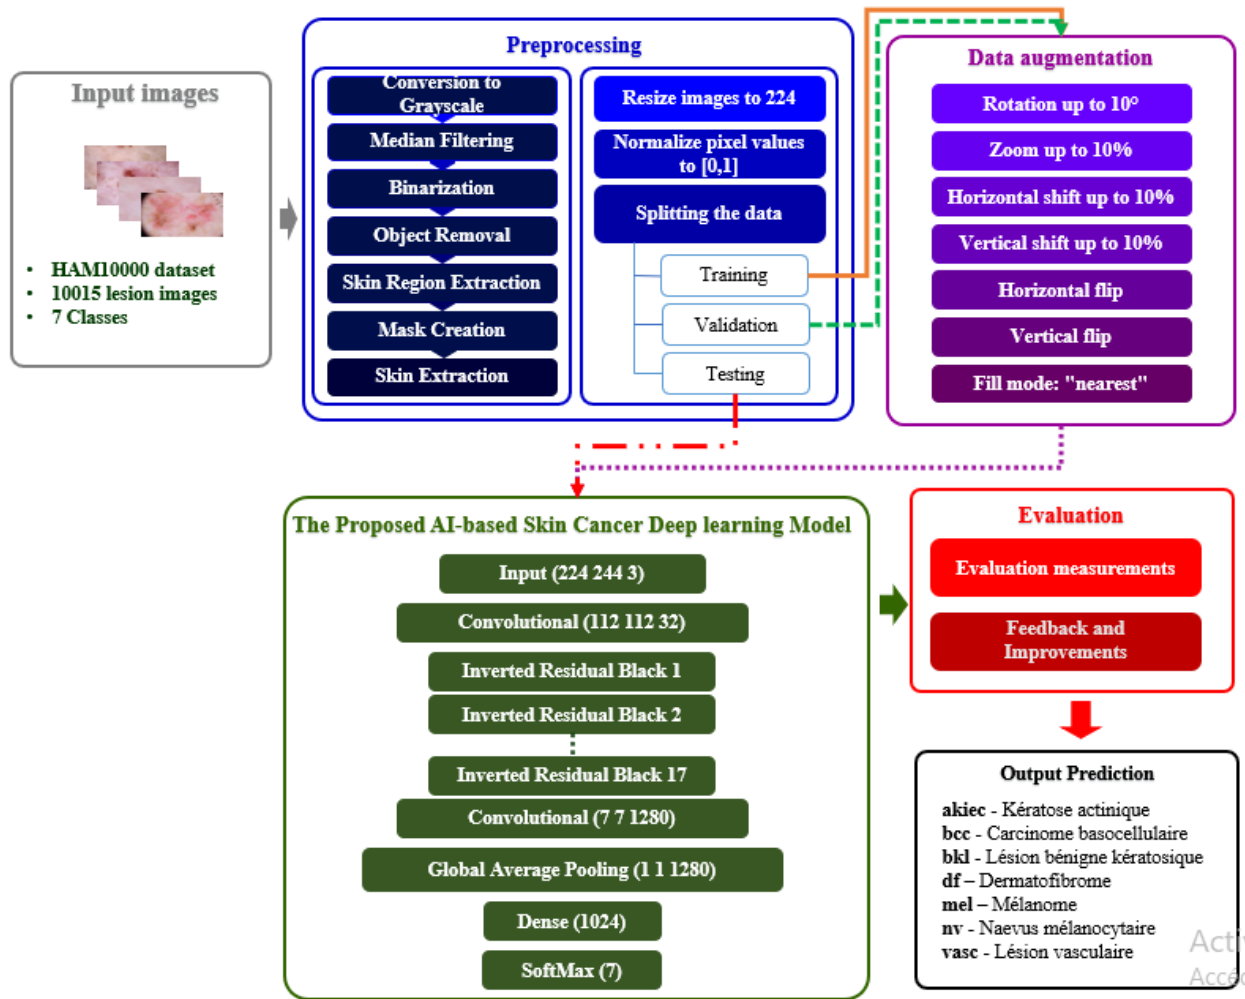 Input images
• HAM10000 dataset
• 10015 lesion images
• 7 Classes
Preprocessing
Conversion to
Grayscale
Median Filtering
Binarization
Object Removal
Skin Region Extraction
Mask Creation
Skin Extraction
Resize images to 224
Normalize pixel values
to [0,1]
Splitting the data
Training
Validation
Testing
Data augmentation
Rotation up to 10°
Zoom up to 10%
Horizontal shift up to 10%
Vertical shift up to 10%
Horizontal flip
Vertical flip
Fill mode: "nearest"
The Proposed AI-based Skin Cancer Deep learning Model
Input (224 244 3)
Convolutional (112 112 32)
Inverted Residual Black 1
Inverted Residual Black 2
Inverted Residual Black 17
Convolutional (7 7 1280)
Global Average Pooling (1 1 1280)
Dense (1024)
SoftMax (7)
Evaluation
Evaluation measurements
Feedback and
Improvements
Output Prediction
akiec - Kératose actinique
bcc - Carcinome basocellulaire
bkl - Lésion bénigne kératosique
df – Dermatofibrome
mel – Mélanome
nv - Naevus mélanocytaire
vasc - Lésion vasculaire